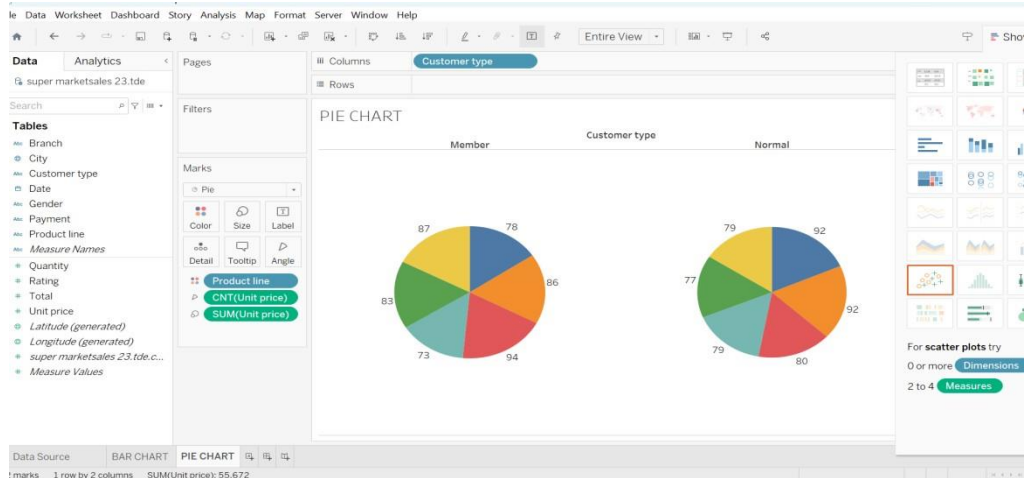 le Data Worksheet Dashboard Story Analysis Map Format Server Window Help
Entire View
Show
Data Analytics
super marketsales 23.tde
Search
Tables
Abc Branch
City
Abc Customer type
Date
Abc Gender
Abc Payment
Abc Product line
Abc Measure Names
Quantity
Rating
Total
Unit price
Latitude (generated)
Longitude (generated)
super marketsales 23.tde.c...
Measure Values
Pages
Filters
Marks
Pie
Color Size Label
Detail Tooltip Angle
Product line
CNT(Unit price)
SUM(Unit price)
Columns Customer type
Rows
PIE CHART
Customer type
Member Normal
87 78 79 92
86
83 77 92
73 94 79 80
For scatter plots try
0 or more Dimensions
2 to 4 Measures
Data Source BAR CHART PIE CHART
marks 1 row by 2 columns SUM(Unit price): 55,672